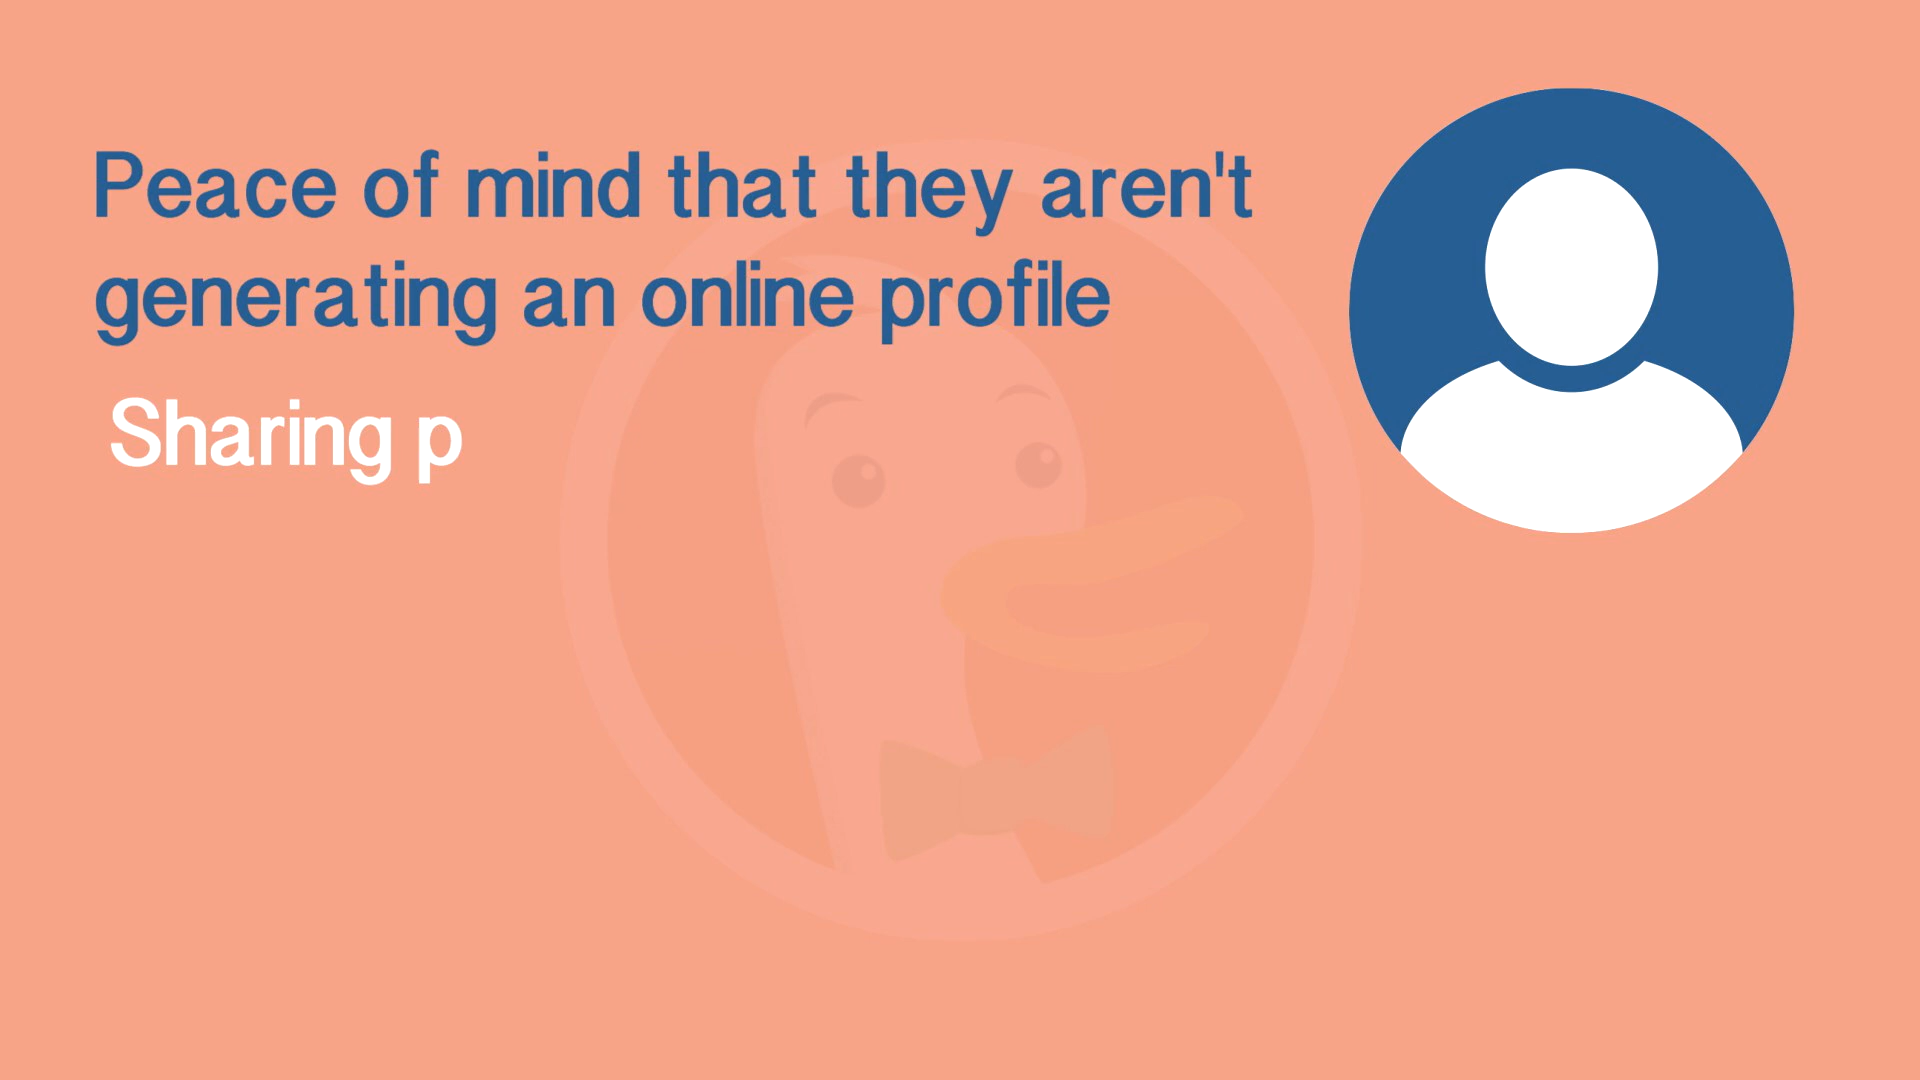 Peace of mind that they aren't
generating an online profile
Sharing p